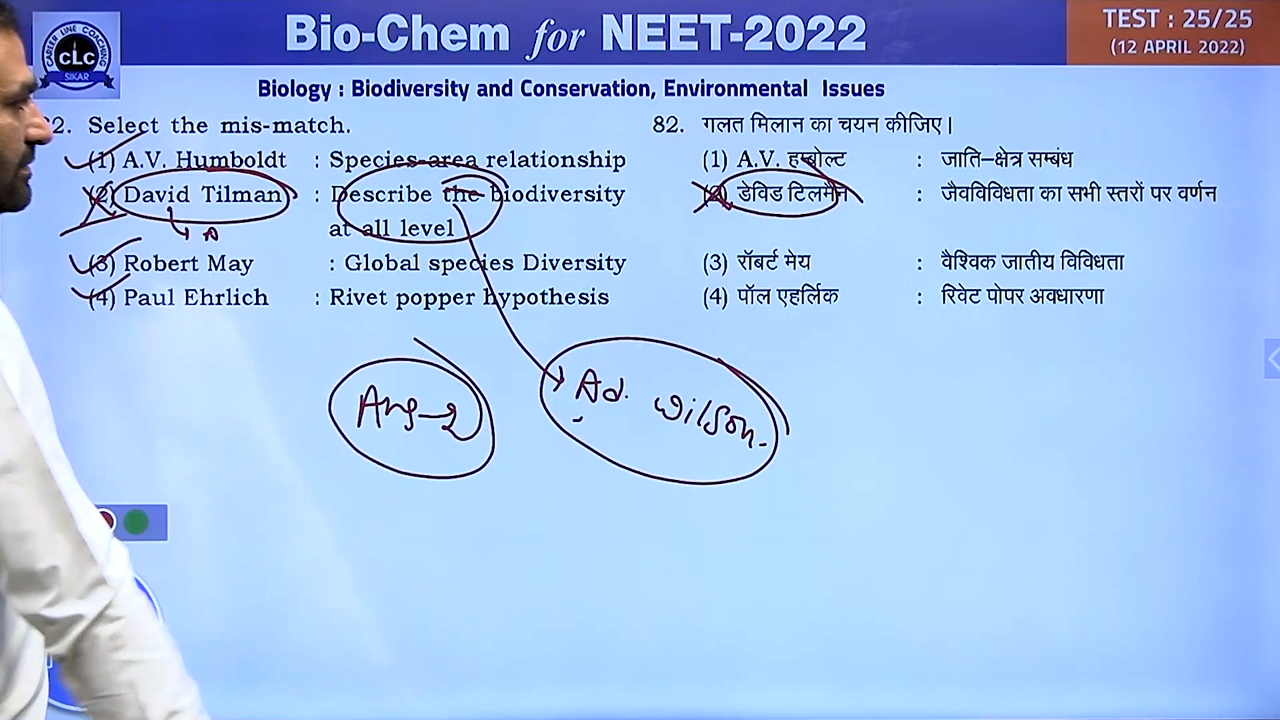 CAREER LINE COACHING
CLC
SIKAR
Bio-Chem for NEET-2022
TEST : 25/25
(12 APRIL 2022)
Biology : Biodiversity and Conservation, Environmental Issues
2. Select the mis-match.
(1) A.V. Humboldt : Species-area relationship
(2) David Tilman : Describe the biodiversity
at all level
(3) Robert May : Global species Diversity
(4) Paul Ehrlich : Rivet popper hypothesis
82. गलत मिलान का चयन कीजिए।
(1) A.V. हम्बोल्ट : जाति–क्षेत्र सम्बंध
(2) डेविड टिलमैन : जैवविविधता का सभी स्तरों पर वर्णन
(3) रॉबर्ट मेय : वैश्विक जातीय विविधता
(4) पॉल एहर्लिक : रिवेट पोपर अवधारणा
Ans-2
Ad. Wilson.